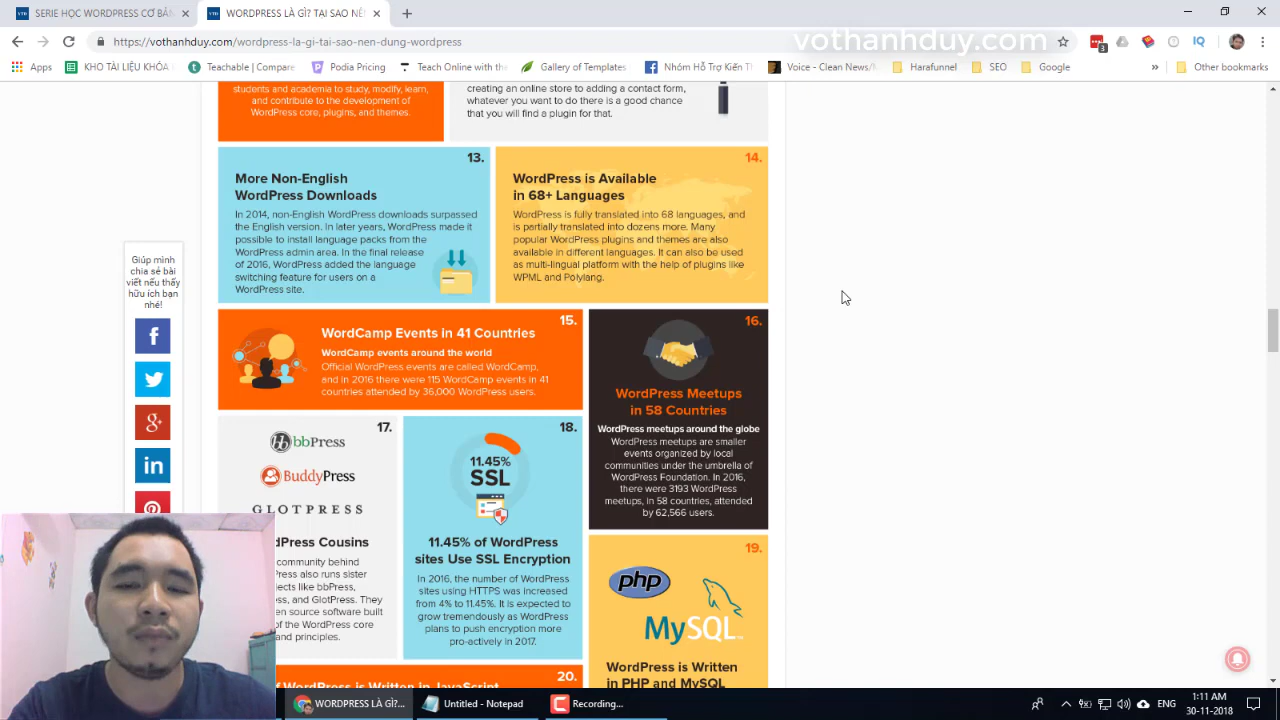 SERIE HỌC WORDPRESS CƠ BẢN
WORDPRESS LÀ GÌ? TẠI SAO NÊ
https://vothanhduy.com/wordpress-la-gi-tai-sao-nen-dung-wordpress
vothanhduy.com
3
IQ
Apps
KHO TÀI LIỆU KHÓA
Teachable | Compare
Podia Pricing
Teach Online with the
Gallery of Templates
Nhóm Hỗ Trợ Kiến T
Voice - Clean News/
Harafunnel
SEO
Google
Other bookmarks
students and academia to study, modify, learn,
and contribute to the development of
WordPress core, plugins, and themes.
creating an online store to adding a contact form,
whatever you want to do there is a good chance
that you will find a plugin for that.
13.
More Non-English
WordPress Downloads
In 2014, non-English WordPress downloads surpassed
the English version. In later years, WordPress made it
possible to install language packs from the
WordPress admin area. In the final release
of 2016, WordPress added the language
switching feature for users on a
WordPress site.
14.
WordPress is Available
in 68+ Languages
WordPress is fully translated into 68 languages, and
is partially translated into dozens more. Many
popular WordPress plugins and themes are also
available in different languages. It can also be used
as multi-lingual platform with the help of plugins like
WPML and Polylang.
Giúp mình
chia sẻ bài
viết nếu thấy
hữu ích bạn
nhé!
15.
WordCamp Events in 41 Countries
WordCamp events around the world
Official WordPress events are called WordCamp,
and in 2016 there were 115 WordCamp events in 41
countries attended by 36,000 WordPress users.
16.
WordPress Meetups
in 58 Countries
WordPress meetups around the globe
WordPress meetups are smaller
events organized by local
communities under the umbrella of
WordPress Foundation. In 2016,
there were 3193 WordPress
meetups, in 58 countries, attended
by 62,566 users.
17.
bbPress
BuddyPress
GLOTPRESS
dPress Cousins
community behind
Press also runs sister
jects like bbPress,
ess, and GlotPress. They
en source software built
of the WordPress core
and principles.
18.
11.45%
SSL
11.45% of WordPress
sites Use SSL Encryption
In 2016, the number of WordPress
sites using HTTPS was increased
from 4% to 11.45%. It is expected to
grow tremendously as WordPress
plans to push encryption more
pro-actively in 2017.
19.
php
MySQL
WordPress is Written
in PHP and MySQL
20.
of WordPress is Written in JavaScript
WORDPRESS LÀ GÌ?...
Untitled - Notepad
Recording...
ENG
1:11 AM
30-11-2018